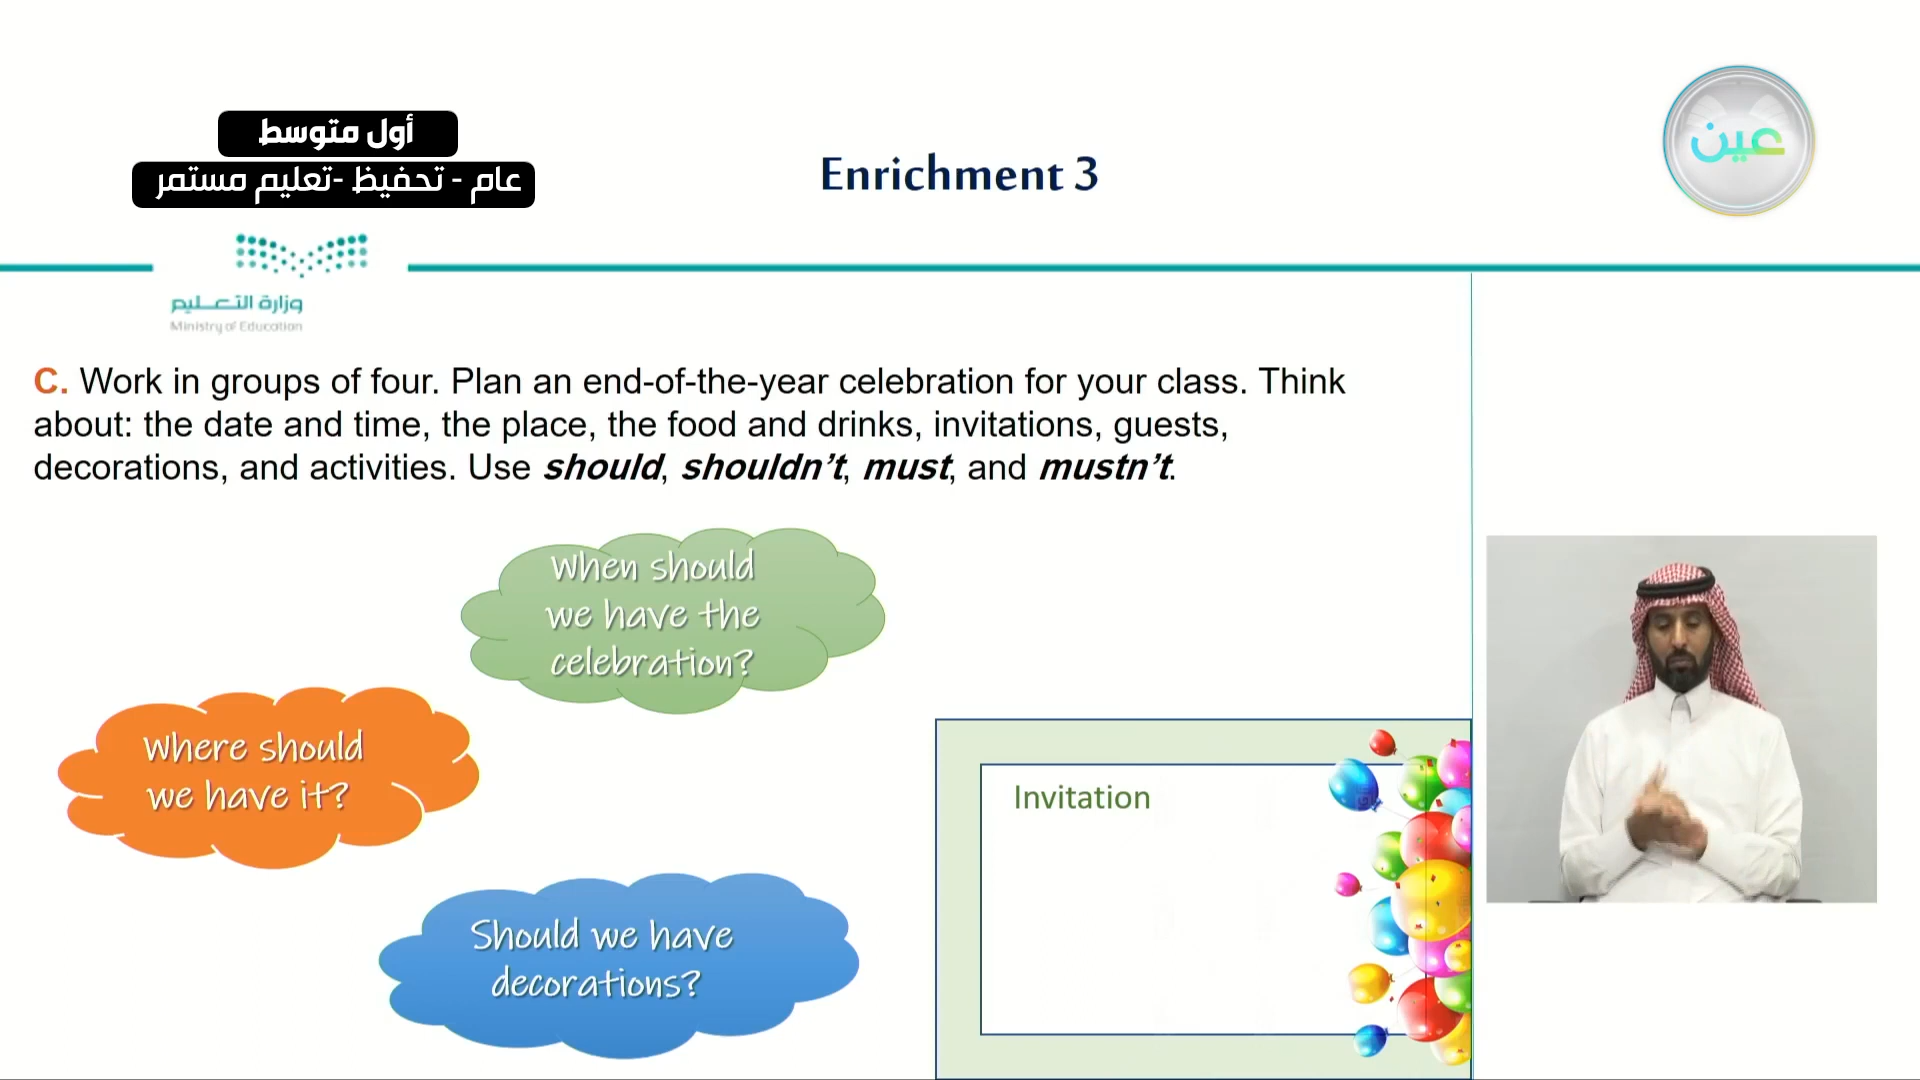 أول متوسط
عام - تحفيظ -تعليم مستمر
Enrichment 3
عين
وزارة التعليم
Ministry of Education
C. Work in groups of four. Plan an end-of-the-year celebration for your class. Think
about: the date and time, the place, the food and drinks, invitations, guests,
decorations, and activities. Use should, shouldn’t, must, and mustn’t.
When should
we have the
celebration?
Where should
we have it?
Should we have
decorations?
Invitation